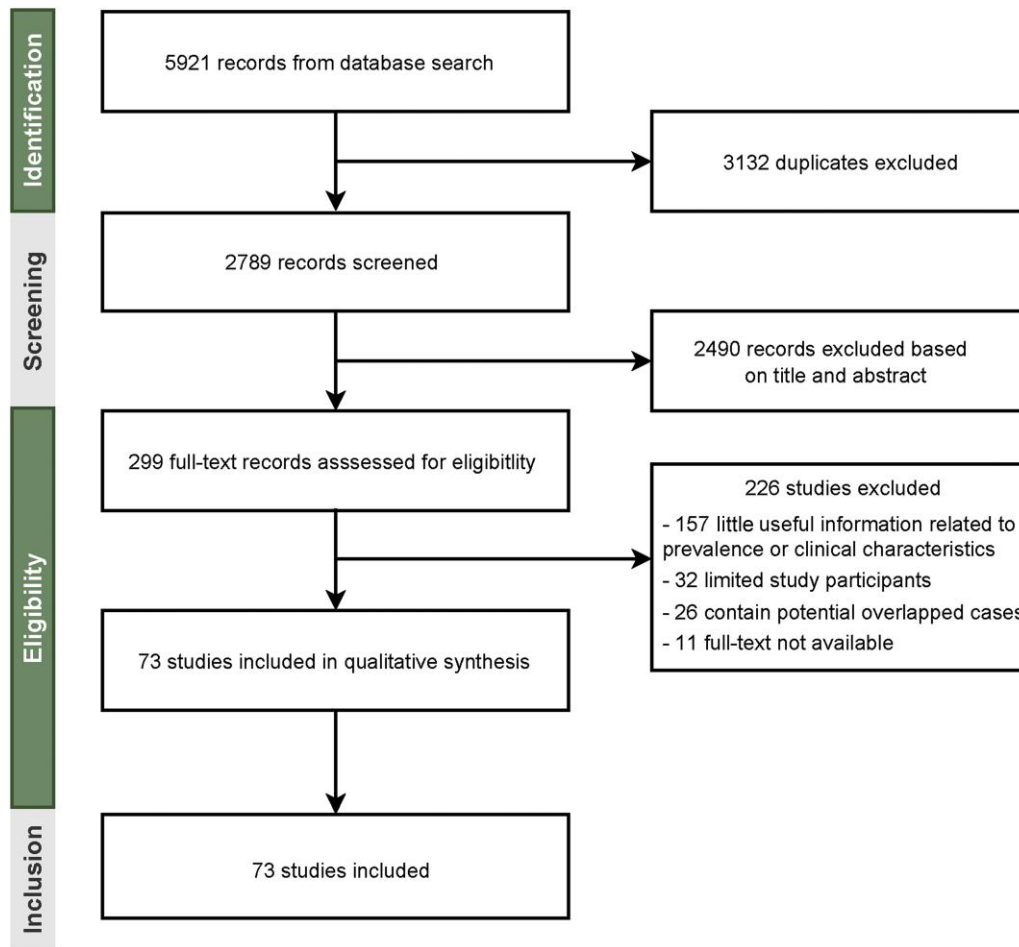 Identification
5921 records from database search
3132 duplicates excluded
Screening
2789 records screened
2490 records excluded based
on title and abstract
Eligibility
299 full-text records asssessed for eligibitlity
226 studies excluded
- 157 little useful information related to
prevalence or clinical characteristics
- 32 limited study participants
- 26 contain potential overlapped cases
- 11 full-text not available
73 studies included in qualitative synthesis
Inclusion
73 studies included